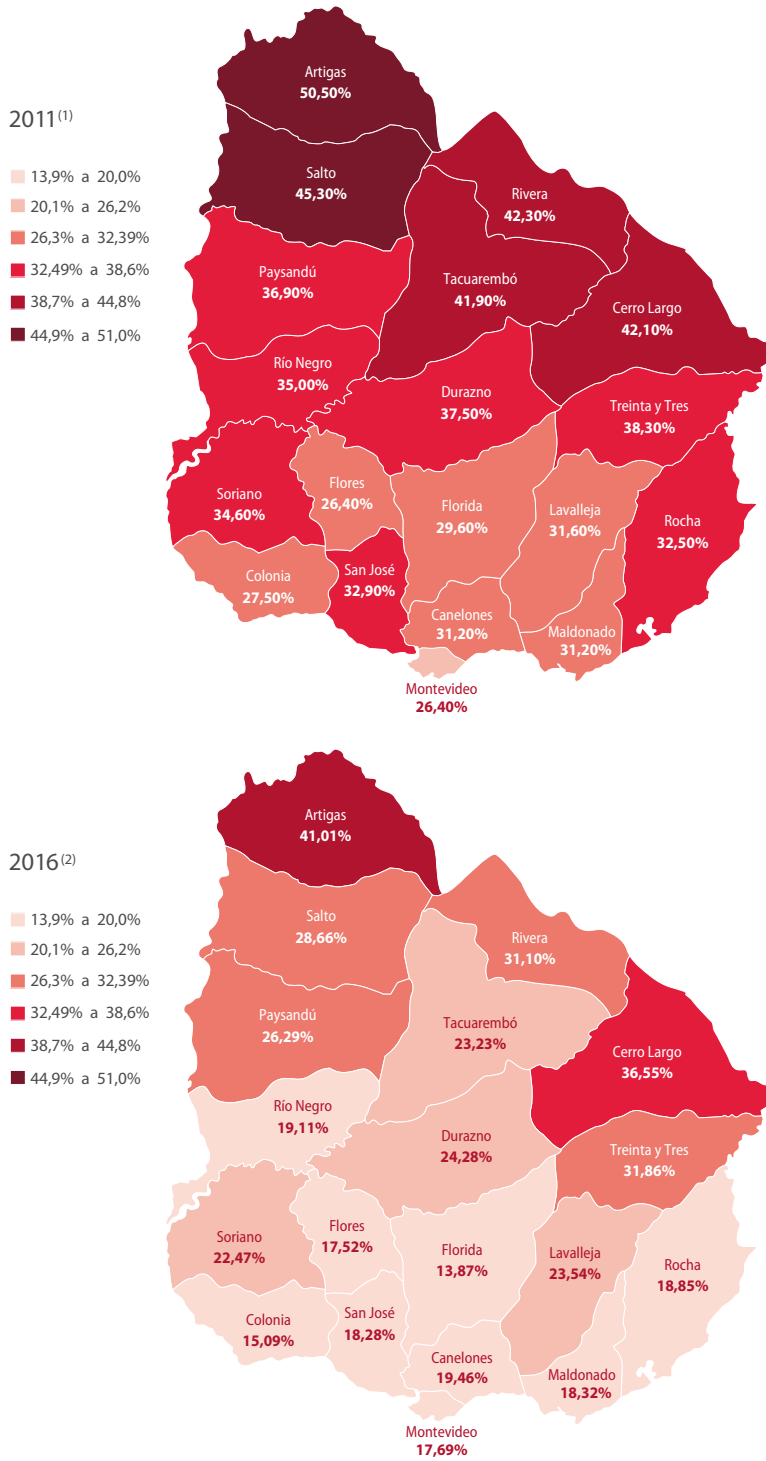 2011(1)
13,9% a 20,0%
20,1% a 26,2%
26,3% a 32,39%
32,49% a 38,6%
38,7% a 44,8%
44,9% a 51,0%
Artigas
50,50%
Salto
45,30%
Rivera
42,30%
Paysandú
36,90%
Tacuarembó
41,90%
Cerro Largo
42,10%
Río Negro
35,00%
Durazno
37,50%
Treinta y Tres
38,30%
Soriano
34,60%
Flores
26,40%
Florida
29,60%
Lavalleja
31,60%
Rocha
32,50%
Colonia
27,50%
San José
32,90%
Canelones
31,20%
Maldonado
31,20%
Montevideo
26,40%
2016(2)
13,9% a 20,0%
20,1% a 26,2%
26,3% a 32,39%
32,49% a 38,6%
38,7% a 44,8%
44,9% a 51,0%
Artigas
41,01%
Salto
28,66%
Rivera
31,10%
Paysandú
26,29%
Tacuarembó
23,23%
Cerro Largo
36,55%
Río Negro
19,11%
Durazno
24,28%
Treinta y Tres
31,86%
Soriano
22,47%
Flores
17,52%
Florida
13,87%
Lavalleja
23,54%
Rocha
18,85%
Colonia
15,09%
San José
18,28%
Canelones
19,46%
Maldonado
18,32%
Montevideo
17,69%